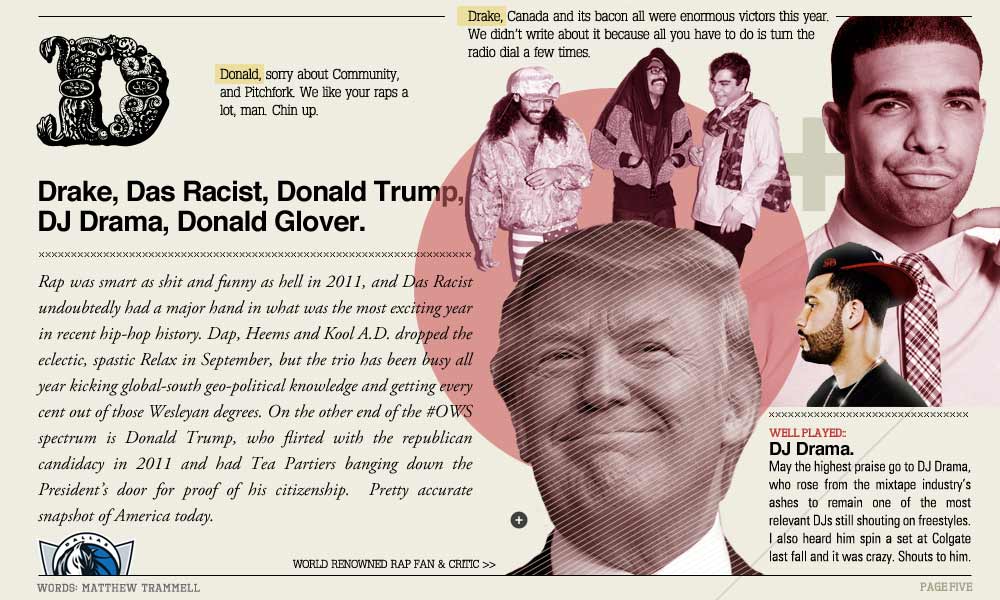 Drake, Canada and its bacon all were enormous victors this year.
We didn't write about it because all you have to do is turn the
radio dial a few times.
D
Donald, sorry about Community,
and Pitchfork. We like your raps a
lot, man. Chin up.
Drake, Das Racist, Donald Trump,
DJ Drama, Donald Glover.
Rap was smart as shit and funny as hell in 2011, and Das Racist
undoubtedly had a major hand in what was the most exciting year
in recent hip-hop history. Dap, Heems and Kool A.D. dropped the
eclectic, spastic Relax in September, but the trio has been busy all
year kicking global-south geo-political knowledge and getting every
cent out of those Wesleyan degrees. On the other end of the #OWS
spectrum is Donald Trump, who flirted with the republican
candidacy in 2011 and had Tea Partiers banging down the
President's door for proof of his citizenship. Pretty accurate
snapshot of America today.
DALLAS
WORLD RENOWNED RAP FAN & CRITIC >>
WELL PLAYED::
DJ Drama.
May the highest praise go to DJ Drama,
who rose from the mixtape industry's
ashes to remain one of the most
relevant DJs still shouting on freestyles.
I also heard him spin a set at Colgate
last fall and it was crazy. Shouts to him.
WORDS: MATTHEW TRAMMELL
PAGE FIVE